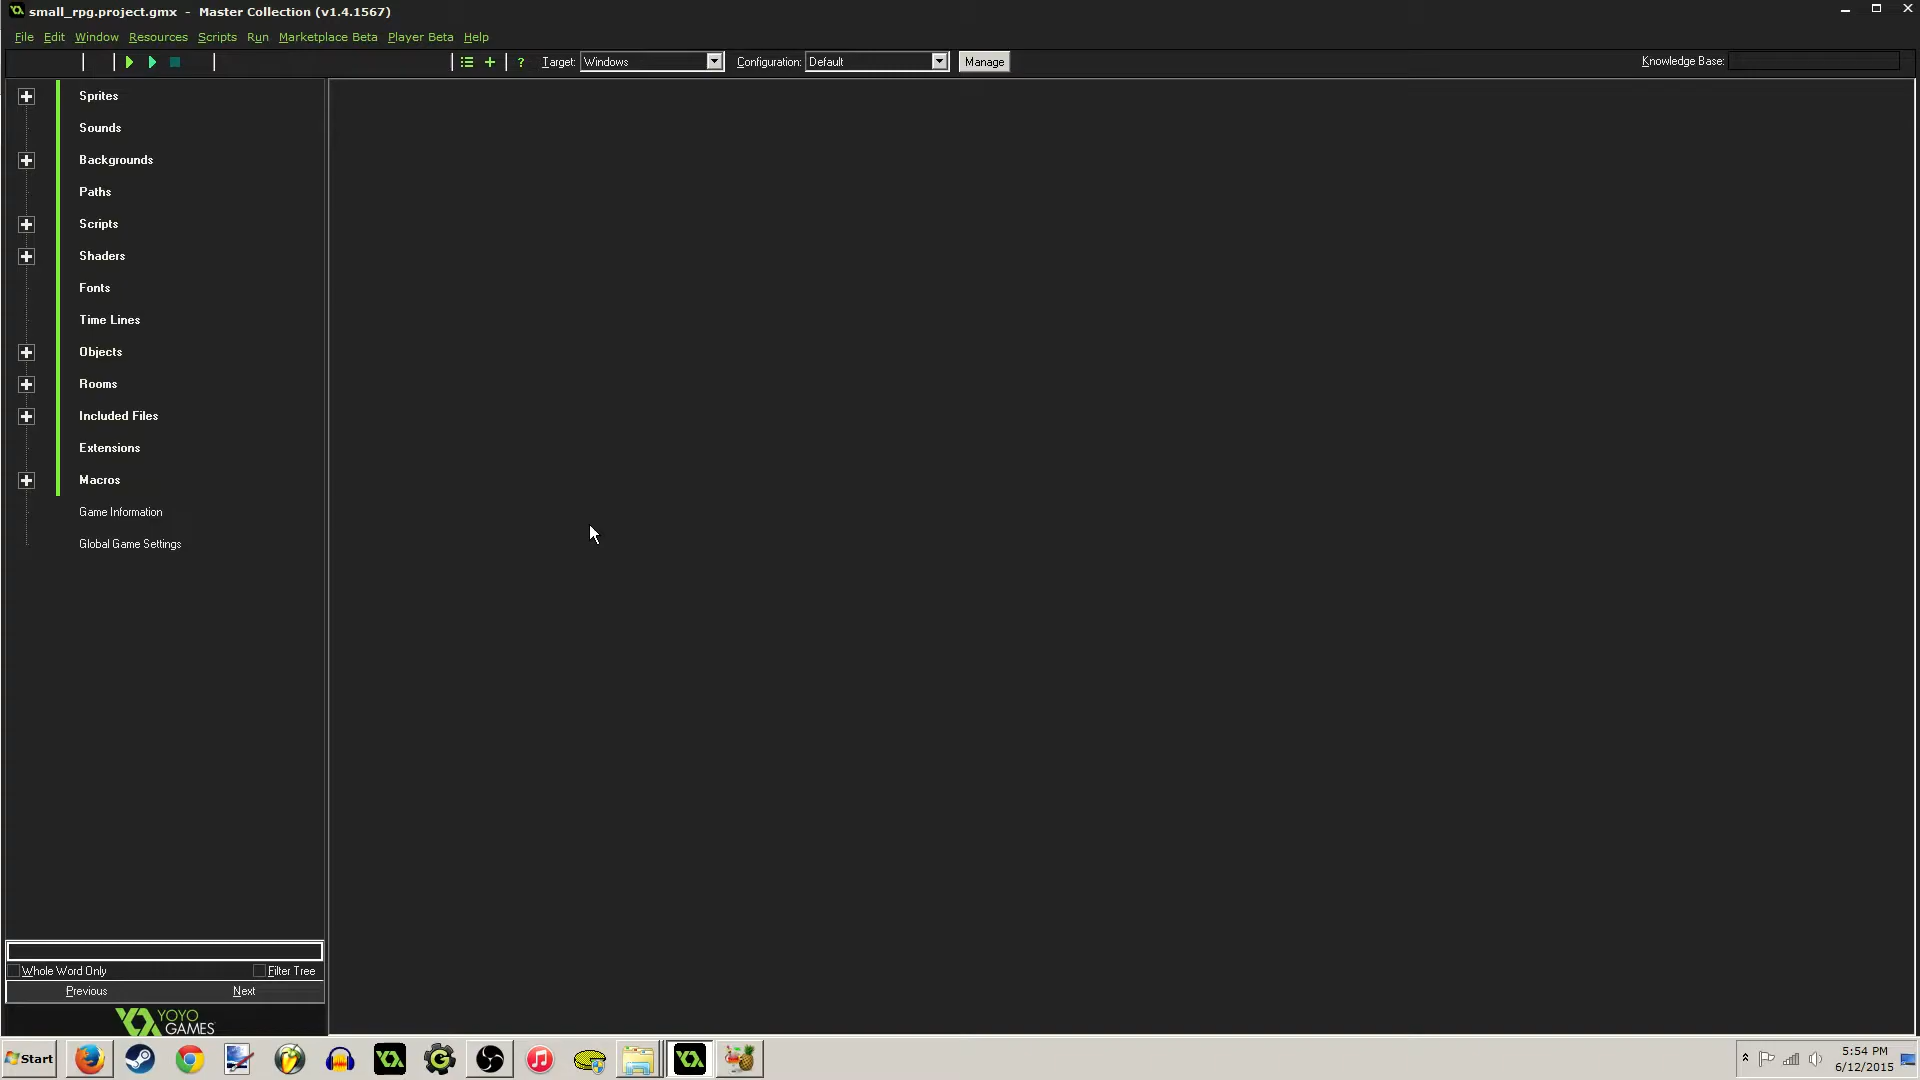 small_rpg.project.gmx - Master Collection (v1.4.1567)
File Edit Window Resources Scripts Run Marketplace Beta Player Beta Help
Target: Windows Configuration: Default Manage Knowledge Base:
Sprites
Sounds
Backgrounds
Paths
Scripts
Shaders
Fonts
Time Lines
Objects
Rooms
Included Files
Extensions
Macros
Game Information
Global Game Settings
Whole Word Only Filter Tree
Previous Next
YOYO
GAMES
Start
5:54 PM
6/12/2015